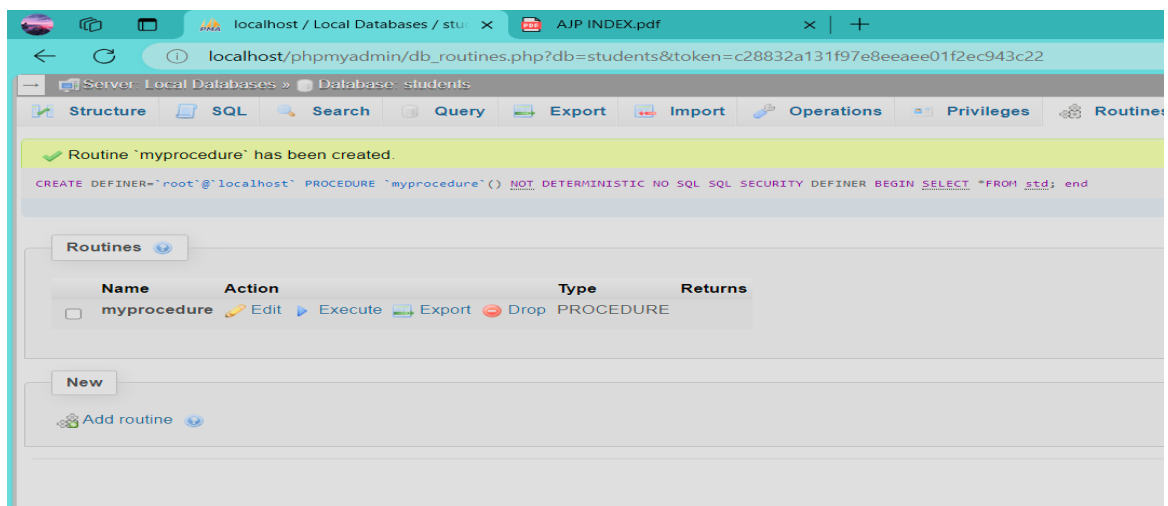 localhost / Local Databases / stu
AJP INDEX.pdf
localhost/phpmyadmin/db_routines.php?db=students&token=c28832a131f97e8eeaee01f2ec943c22
Server: Local Databases » Database: students
Structure SQL Search Query Export Import Operations Privileges Routines
Routine `myprocedure` has been created.
CREATE DEFINER=`root`@`localhost` PROCEDURE `myprocedure`() NOT DETERMINISTIC NO SQL SQL SECURITY DEFINER BEGIN SELECT *FROM std; end
Routines
Name Action Type Returns
myprocedure Edit Execute Export Drop PROCEDURE
New
Add routine